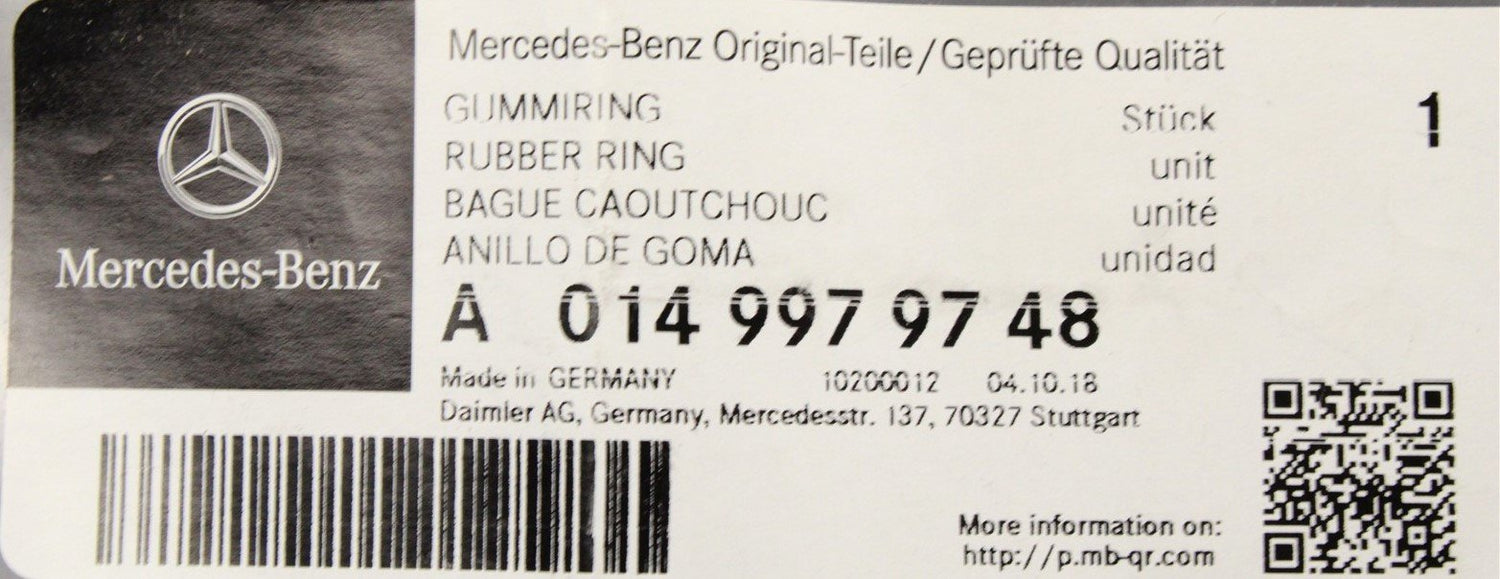 Mercedes-Benz
Mercedes-Benz Original-Teile/Geprüfte Qualität
GUMMIRING Stück 1
RUBBER RING unit
BAGUE CAOUTCHOUC unité
ANILLO DE GOMA unidad
A 014 997 97 48
Made in GERMANY 10200012 04.10.18
Daimler AG, Germany, Mercedesstr. 137, 70327 Stuttgart
More information on:
http://p.mb-qr.com